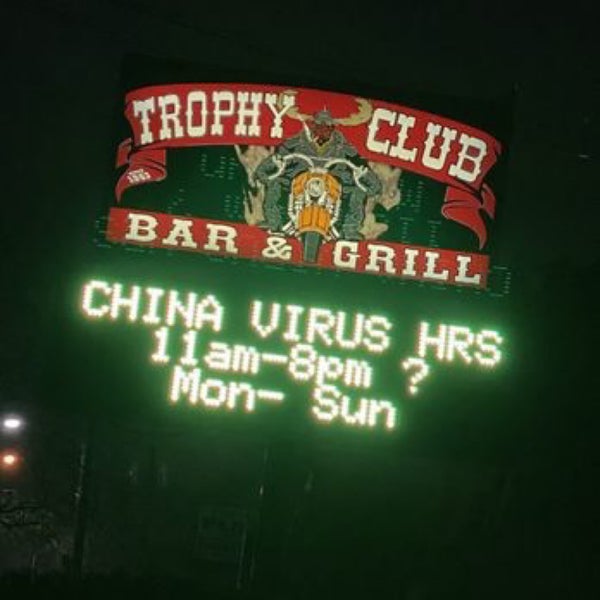 TROPHY CLUB
BAR & GRILL
CHINA VIRUS HRS
11am-8pm ?
Mon- Sun